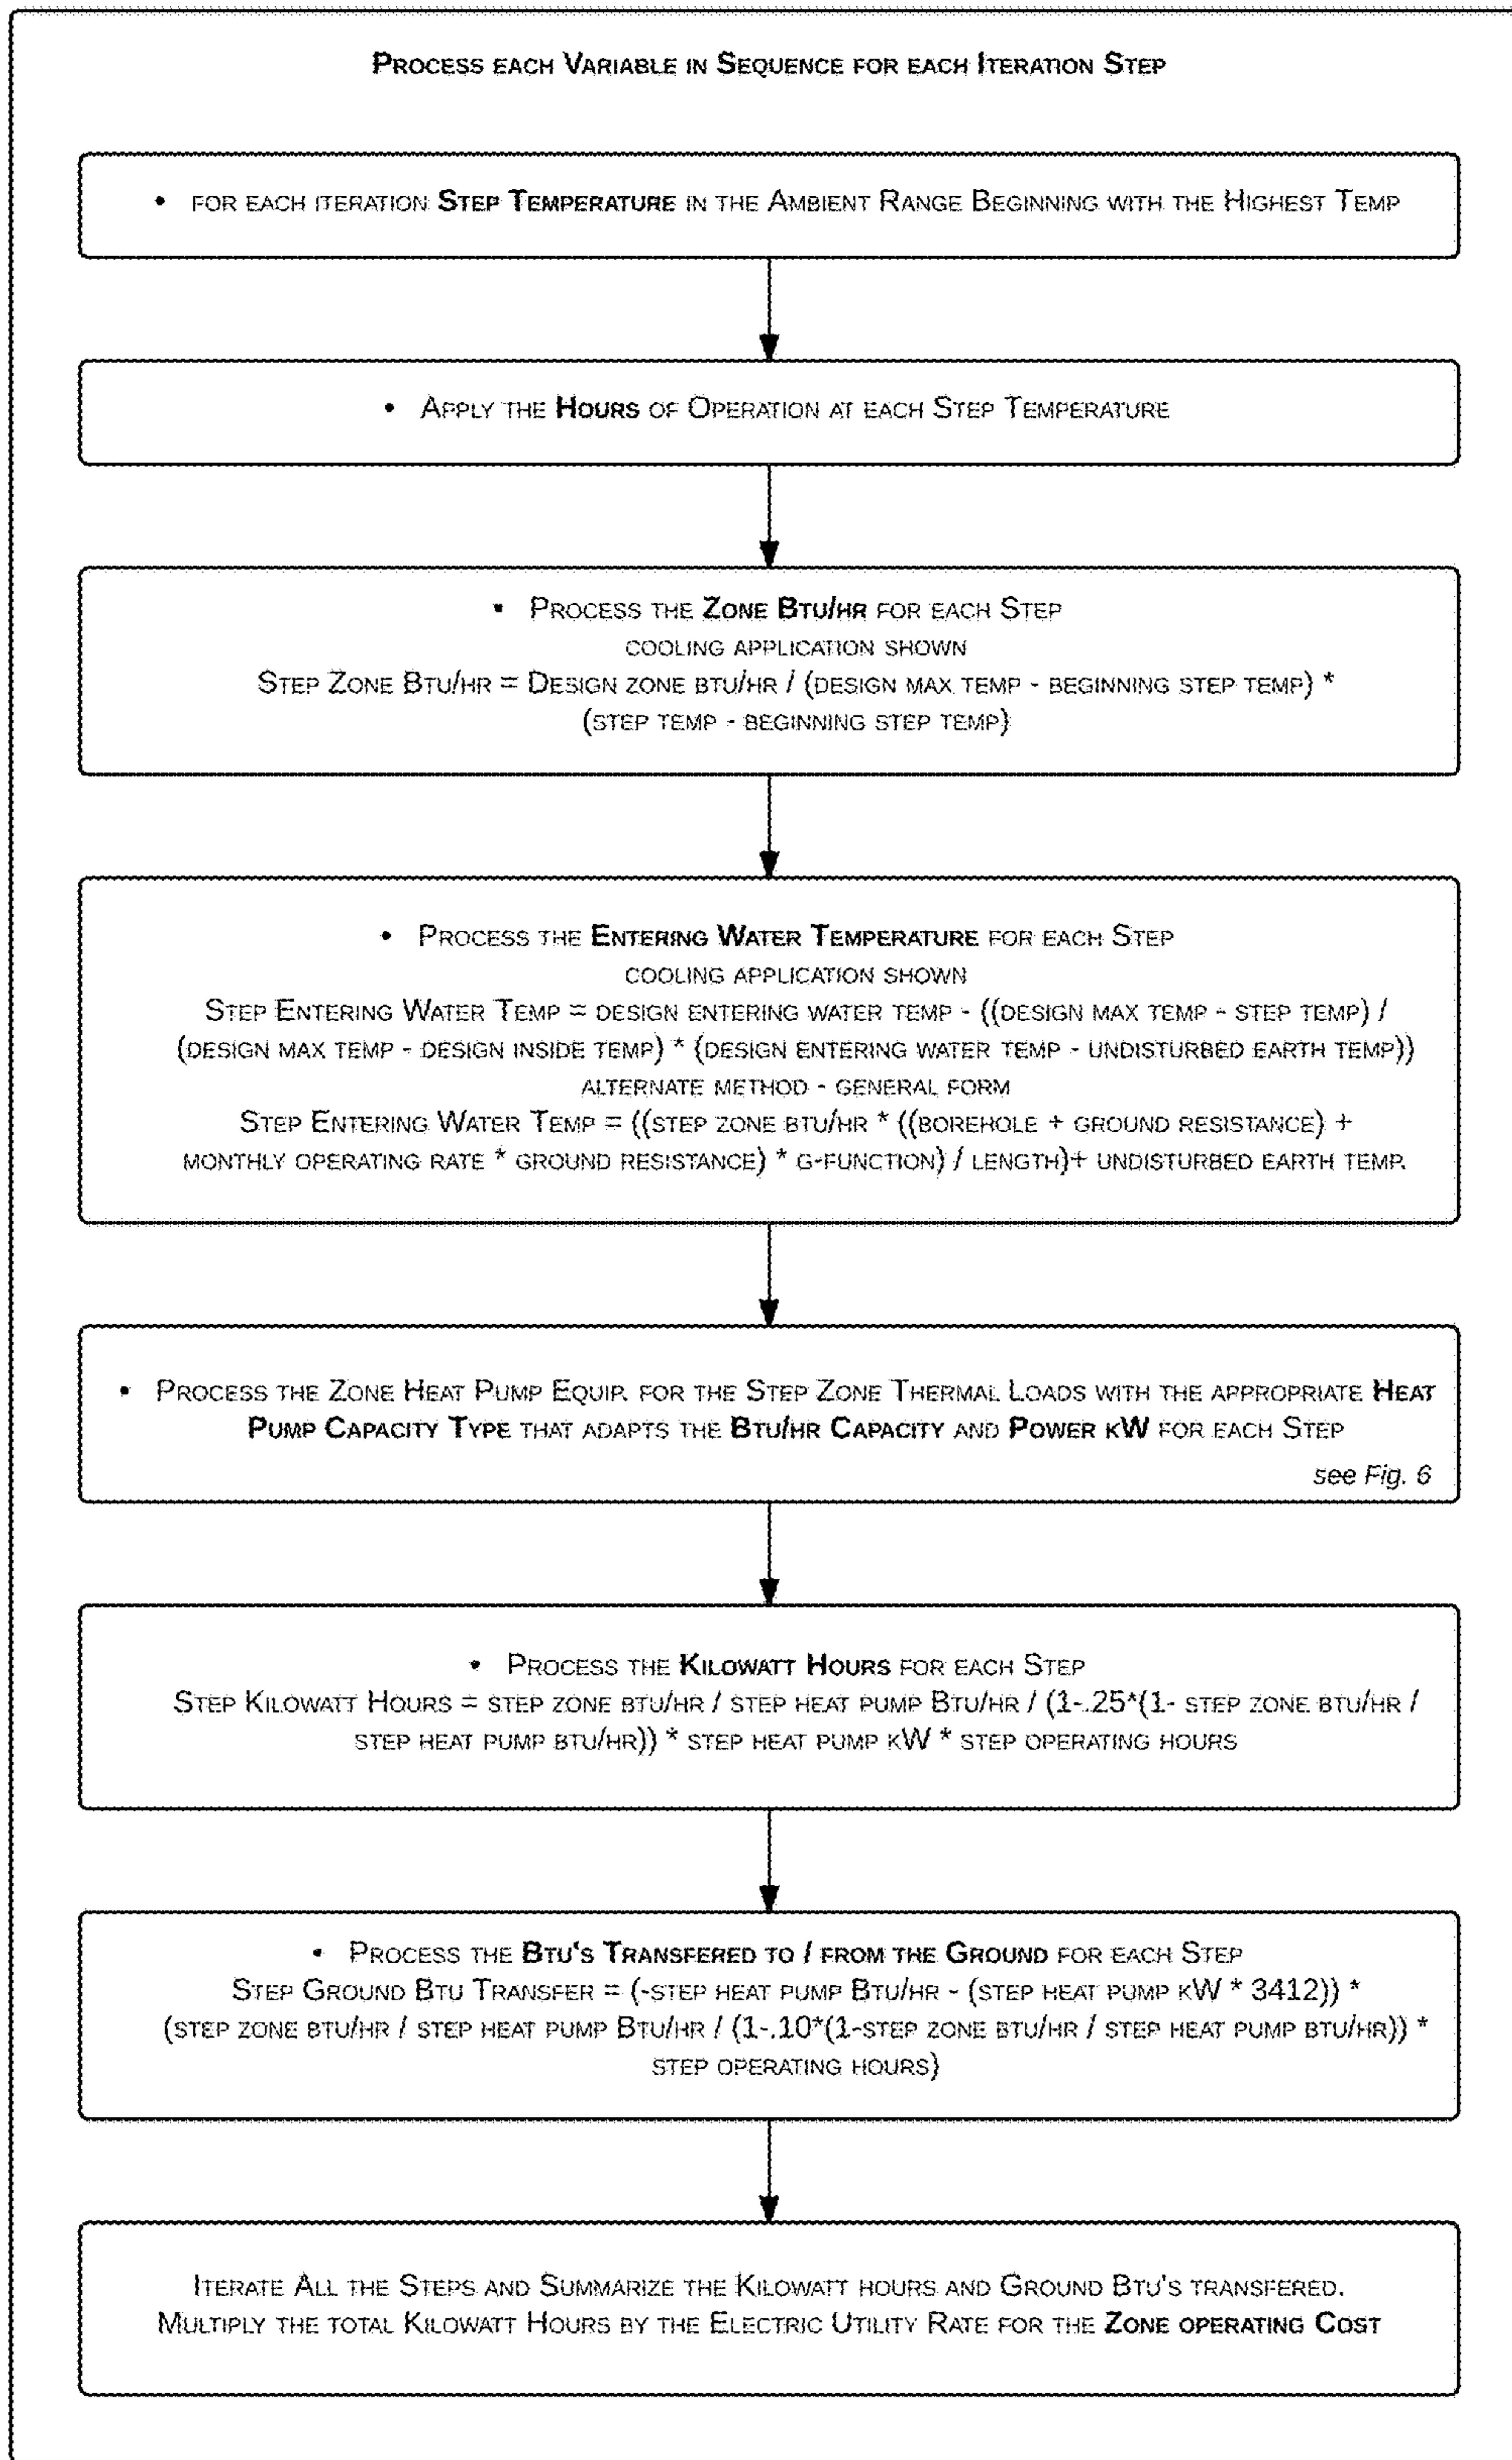 Process each Variable in Sequence for each Iteration Step
• for each iteration Step Temperature in the Ambient Range Beginning with the Highest Temp
• Apply the Hours of Operation at each Step Temperature
• Process the Zone Btu/hr for each Step
cooling application shown
Step Zone Btu/hr = Design zone btu/hr / (design max temp - beginning step temp) *
(step temp - beginning step temp)
• Process the Entering Water Temperature for each Step
cooling application shown
Step Entering Water Temp = design entering water temp - ((design max temp - step temp) /
(design max temp - design inside temp) * (design entering water temp - undisturbed earth temp))
alternate method - general form
Step Entering Water Temp = ((step zone btu/hr * ((borehole + ground resistance) +
monthly operating rate * ground resistance) * g-function) / length)+ undisturbed earth temp.
• Process the Zone Heat Pump Equip. for the Step Zone Thermal Loads with the appropriate Heat
Pump Capacity Type that adapts the Btu/hr Capacity and Power kW for each Step
see Fig. 6
• Process the Kilowatt Hours for each Step
Step Kilowatt Hours = step zone btu/hr / step heat pump Btu/hr / (1-.25*(1- step zone btu/hr /
step heat pump btu/hr)) * step heat pump kW * step operating hours
• Process the Btu's Transfered to / from the Ground for each Step
Step Ground Btu Transfer = (-step heat pump Btu/hr - (step heat pump kW * 3412)) *
(step zone btu/hr / step heat pump Btu/hr / (1-.10*(1-step zone btu/hr / step heat pump btu/hr)) *
step operating hours)
Iterate All the Steps and Summarize the Kilowatt hours and Ground Btu's transfered.
Multiply the total Kilowatt Hours by the Electric Utility Rate for the Zone operating Cost